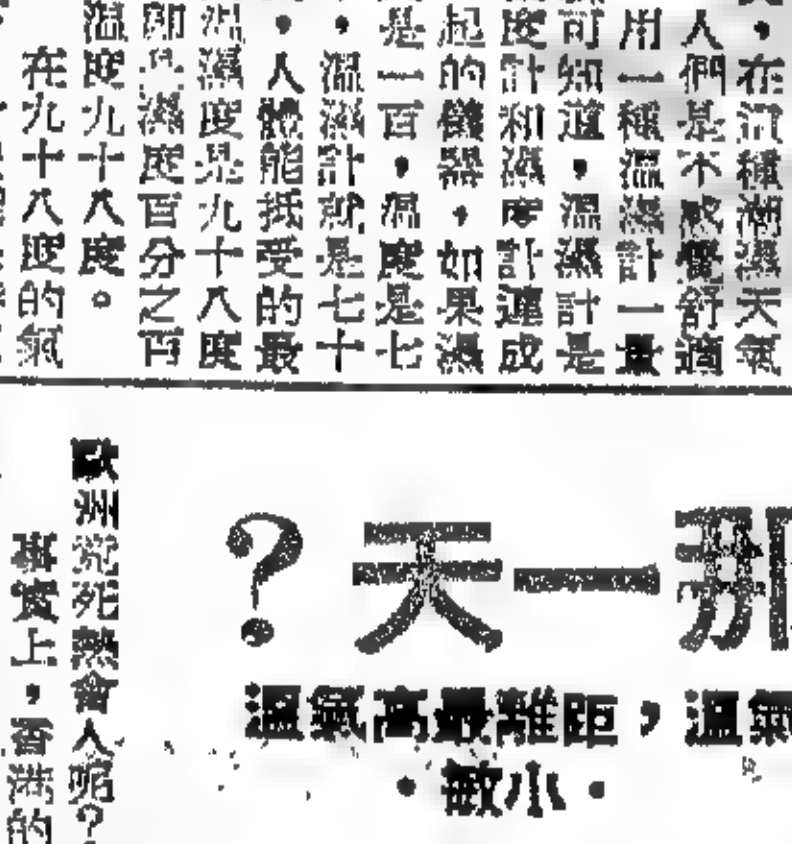 ・在這種潮濕天氣
人們是不感覺舒適
用一種溫濕計一量
可知道・溫濕計是
度計和濕度計連成
起的儀器・如果濕
是一百・溫度是七
・溫濕計就是七十
・人體能抵受的最
濕度是九十八度
濕度百分之百
溫度九十八度。
在九十八度的氣
那一天?
氣溫,距離最高氣溫
・小敏・
歐洲
死熱會人呢?
事實上,香港的